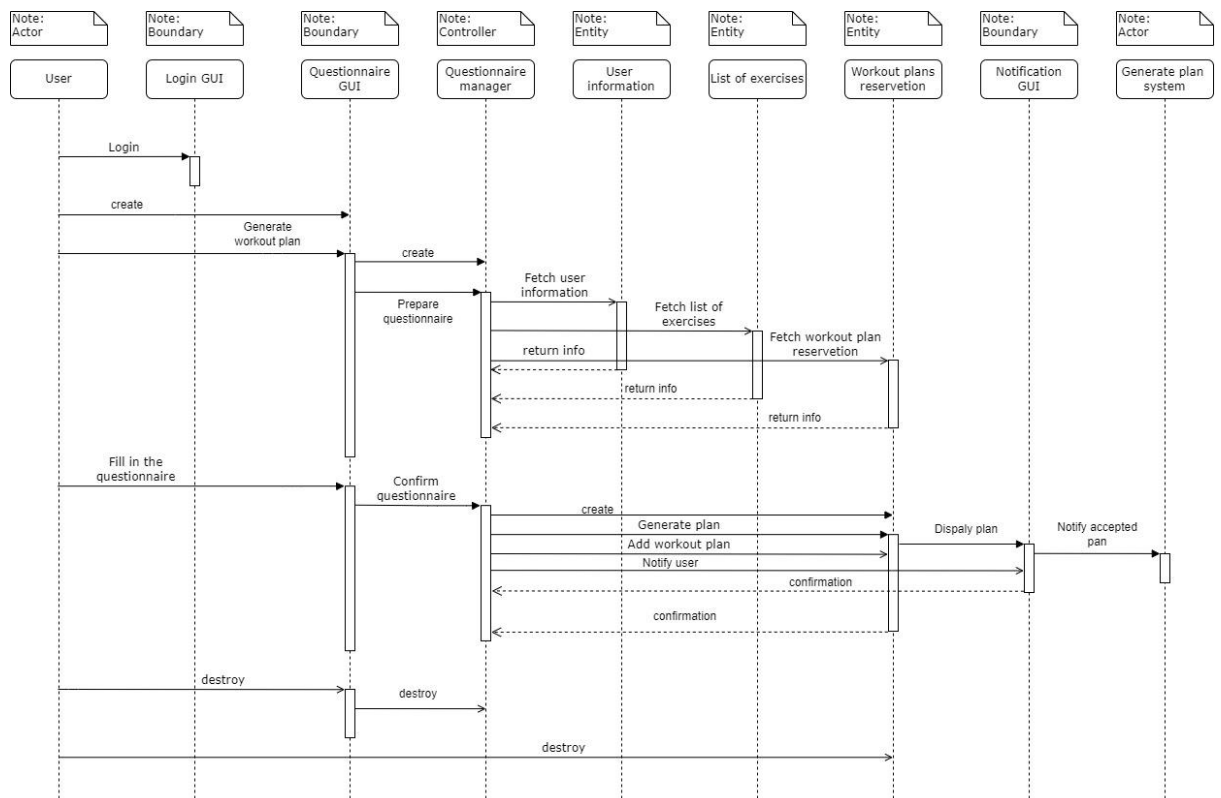 Note:
Actor
Note:
Boundary
Note:
Boundary
Note:
Controller
Note:
Entity
Note:
Entity
Note:
Entity
Note:
Boundary
Note:
Actor
User
Login GUI
Questionnaire
GUI
Questionnaire
manager
User
information
List of exercises
Workout plans
reservetion
Notification
GUI
Generate plan
system
Login
create
Generate
workout plan
create
Prepare
questionnaire
Fetch user
information
Fetch list of
exercises
Fetch workout plan
reservetion
return info
return info
return info
Fill in the
questionnaire
Confirm
questionnaire
create
Generate plan
Add workout plan
Notify user
Dispaly plan
Notify accepted
pan
confirmation
confirmation
destroy
destroy
destroy